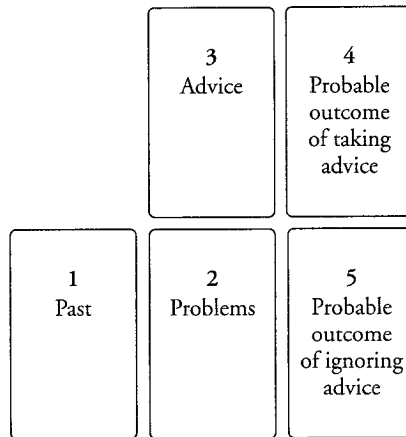 3
Advice
4
Probable
outcome
of taking
advice
1
Past
2
Problems
5
Probable
outcome
of ignoring
advice